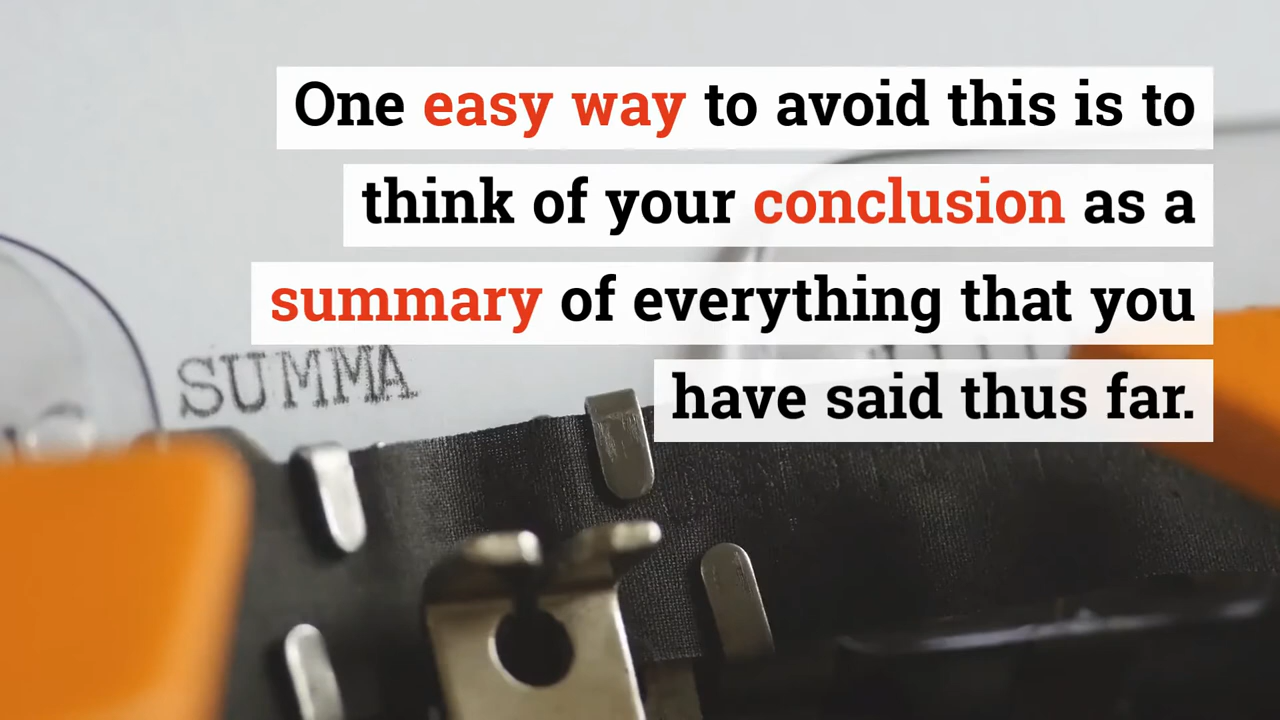 One easy way to avoid this is to
think of your conclusion as a
summary of everything that you
have said thus far.
SUMMA